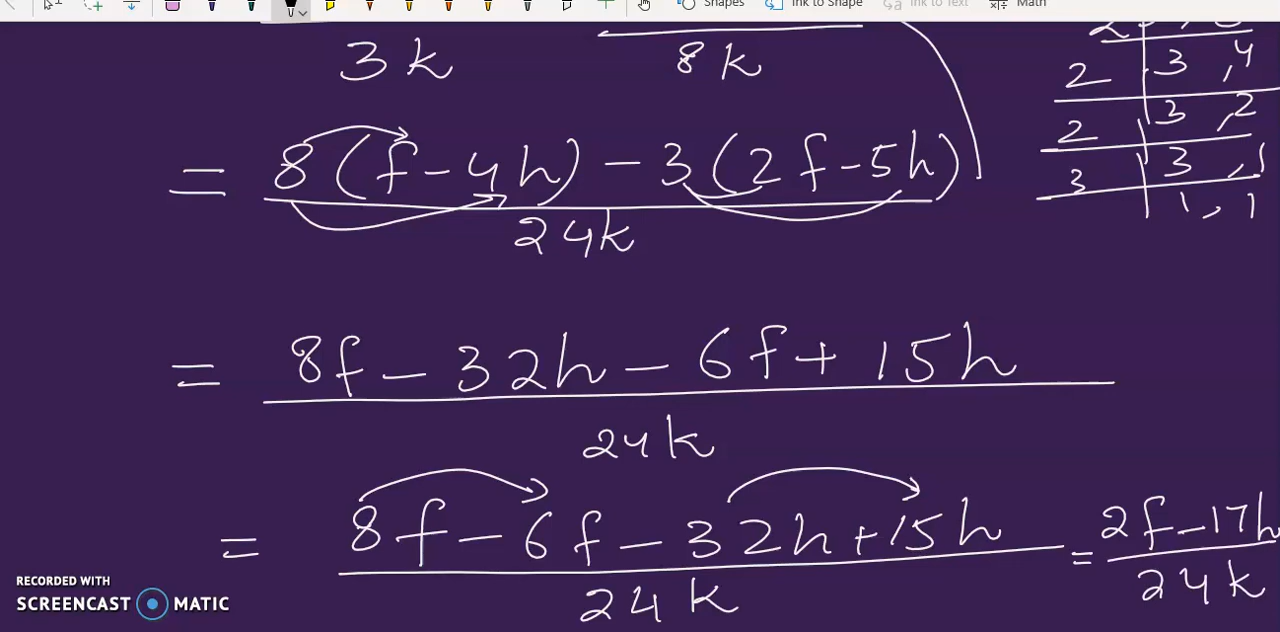 Shapes Ink to Shape Ink to Text Math
3k 8k
2 3, 4
2 3, 2
2 3, 1
3 1, 1
= 8(f-4h) - 3(2f-5h)
24k
= 8f - 32h - 6f + 15h
24k
= 8f - 6f - 32h + 15h = 2f - 17h
24k 24k
RECORDED WITH
SCREENCAST MATIC